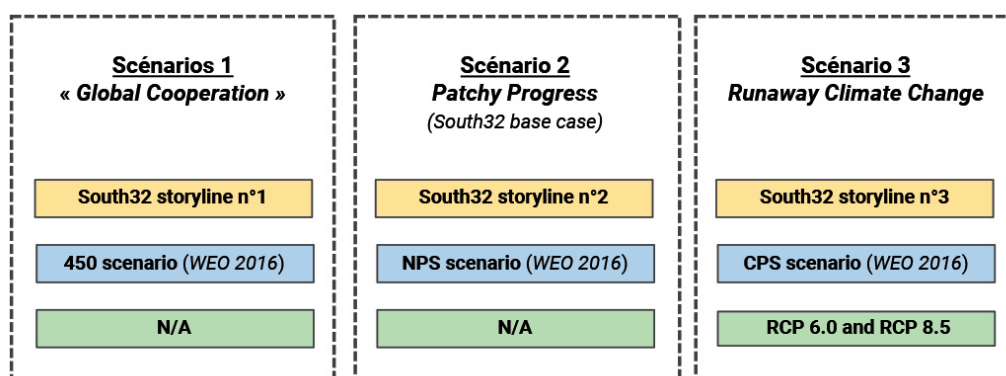 Scénarios 1
« Global Cooperation »
South32 storyline n°1
450 scenario (WEO 2016)
N/A
Scénario 2
Patchy Progress
(South32 base case)
South32 storyline n°2
NPS scenario (WEO 2016)
N/A
Scénario 3
Runaway Climate Change
South32 storyline n°3
CPS scenario (WEO 2016)
RCP 6.0 and RCP 8.5